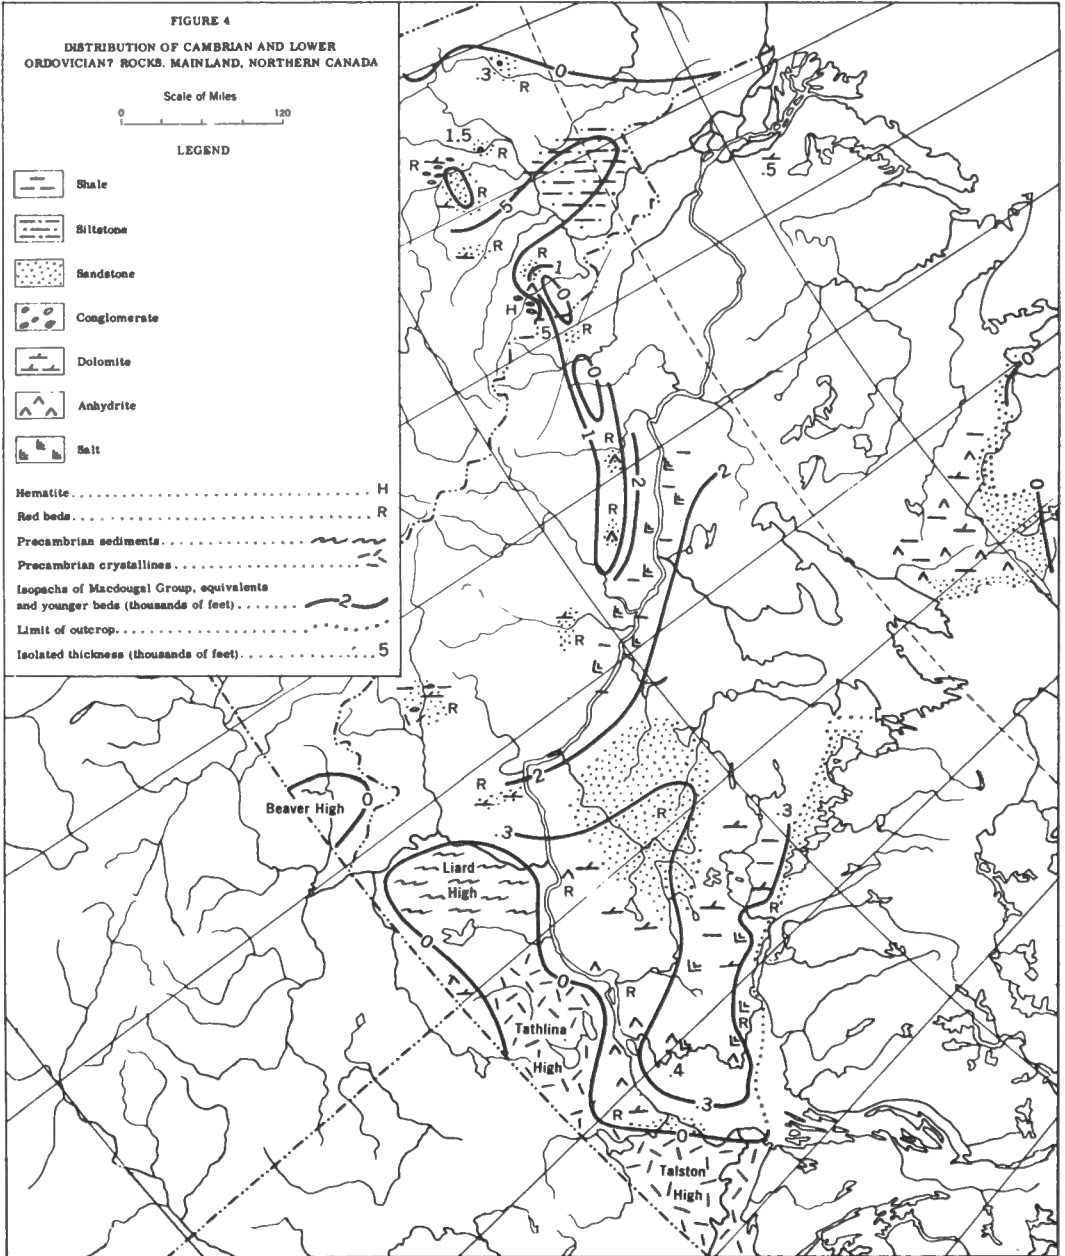 FIGURE 4
DISTRIBUTION OF CAMBRIAN AND LOWER
ORDOVICIAN? ROCKS. MAINLAND, NORTHERN CANADA
Scale of Miles
0 120
LEGEND
Shale
Siltstone
Sandstone
Conglomerate
Dolomite
Anhydrite
Salt
Hematite H
Red beds R
Precambrian sediments
Precambrian crystallines
Isopachs of Macdougal Group, equivalents
and younger beds (thousands of feet) 2
Limit of outcrop
Isolated thickness (thousands of feet) .5
0
.3
R
1.5
R
R
R
.5
.5
R
R
1
0
H
.5
R
0
0
1
R
2
2
R
0
R
R
2
R
Beaver High
0
3
R
3
Liard
High
R
R
0
0
R
R
Tathlina
High
.4
3
R
0
Talston
High